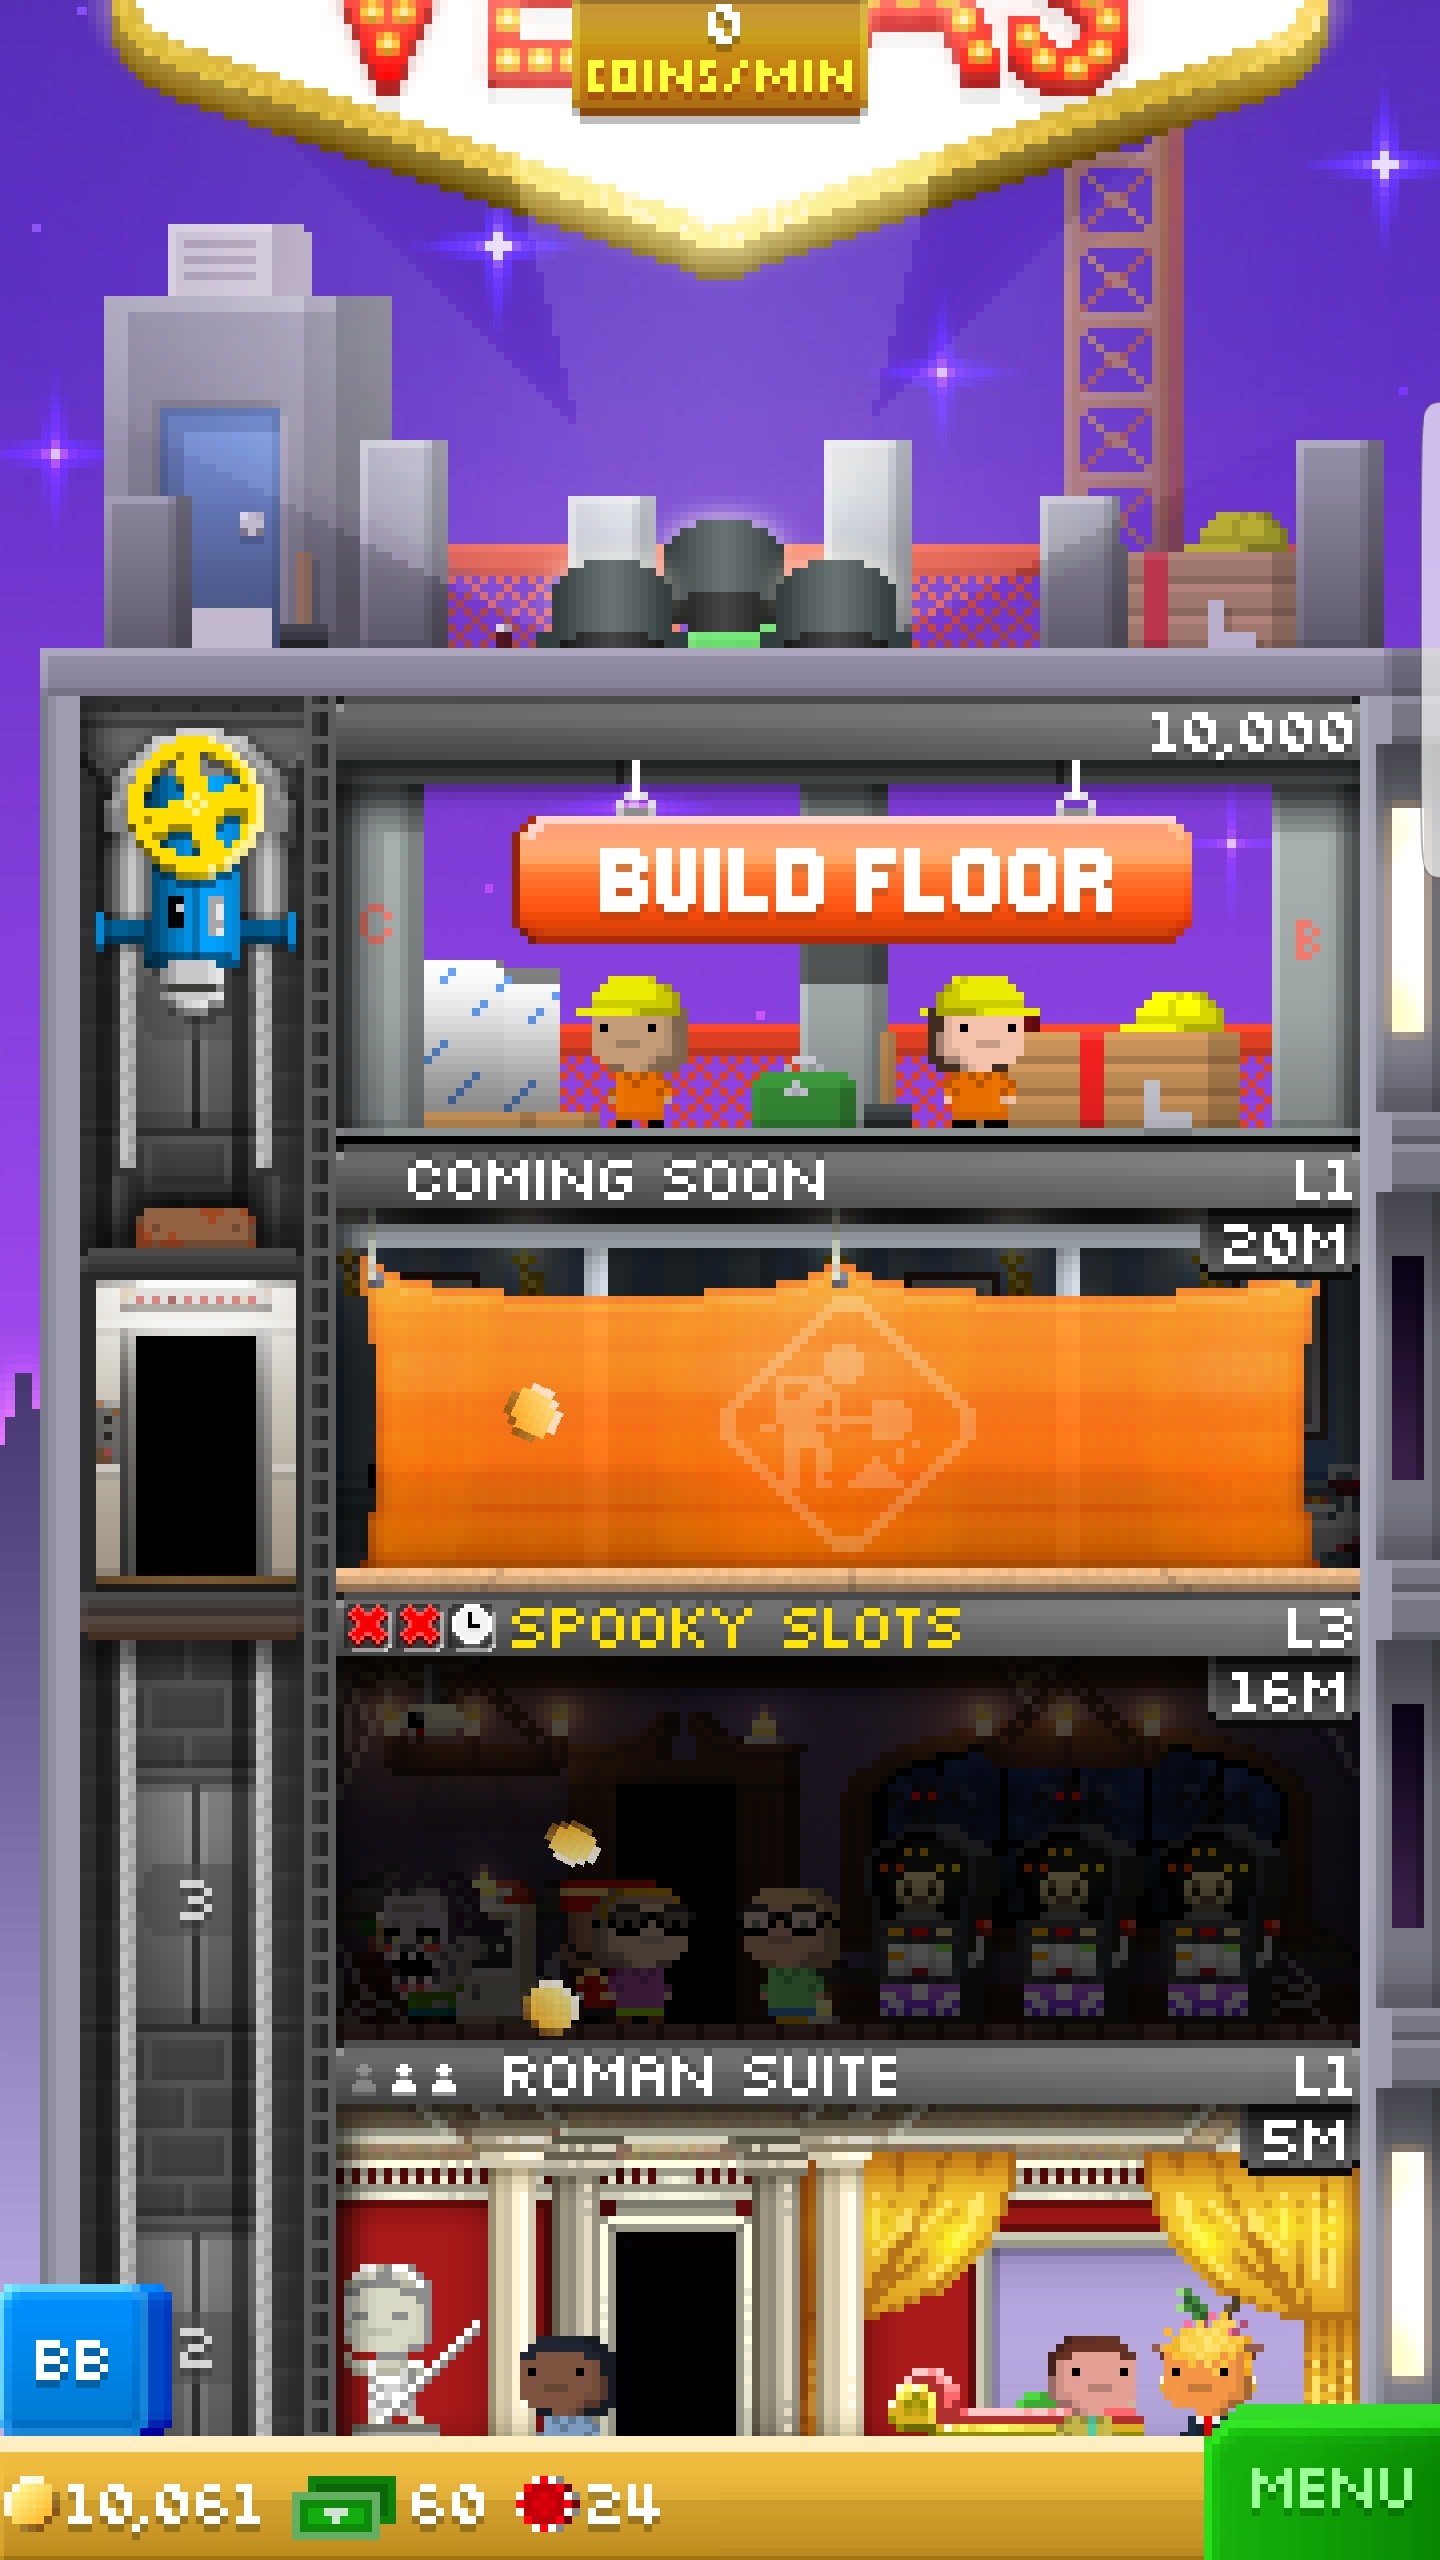 0
COINS/MIN
10,000
BUILD FLOOR
C
B
COMING SOON
L1
20M
SPOOKY SLOTS
L3
16M
3
ROMAN SUITE
L1
5M
2
BB
10,061
60
24
MENU